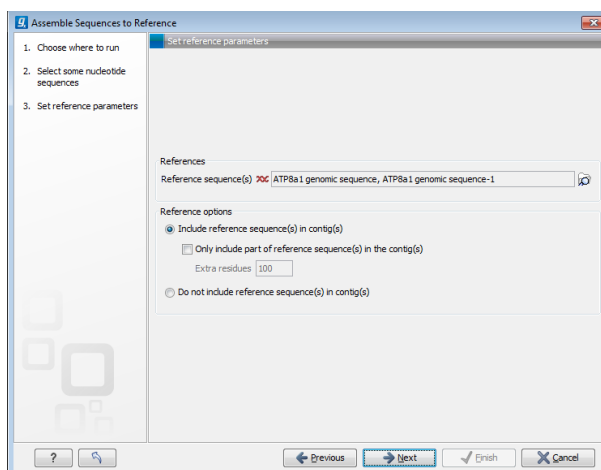 Assemble Sequences to Reference
1. Choose where to run
2. Select some nucleotide
sequences
3. Set reference parameters
Set reference parameters
References
Reference sequence(s) ATP8a1 genomic sequence, ATP8a1 genomic sequence-1
Reference options
Include reference sequence(s) in contig(s)
Only include part of reference sequence(s) in the contig(s)
Extra residues 100
Do not include reference sequence(s) in contig(s)
? Previous Next Finish Cancel